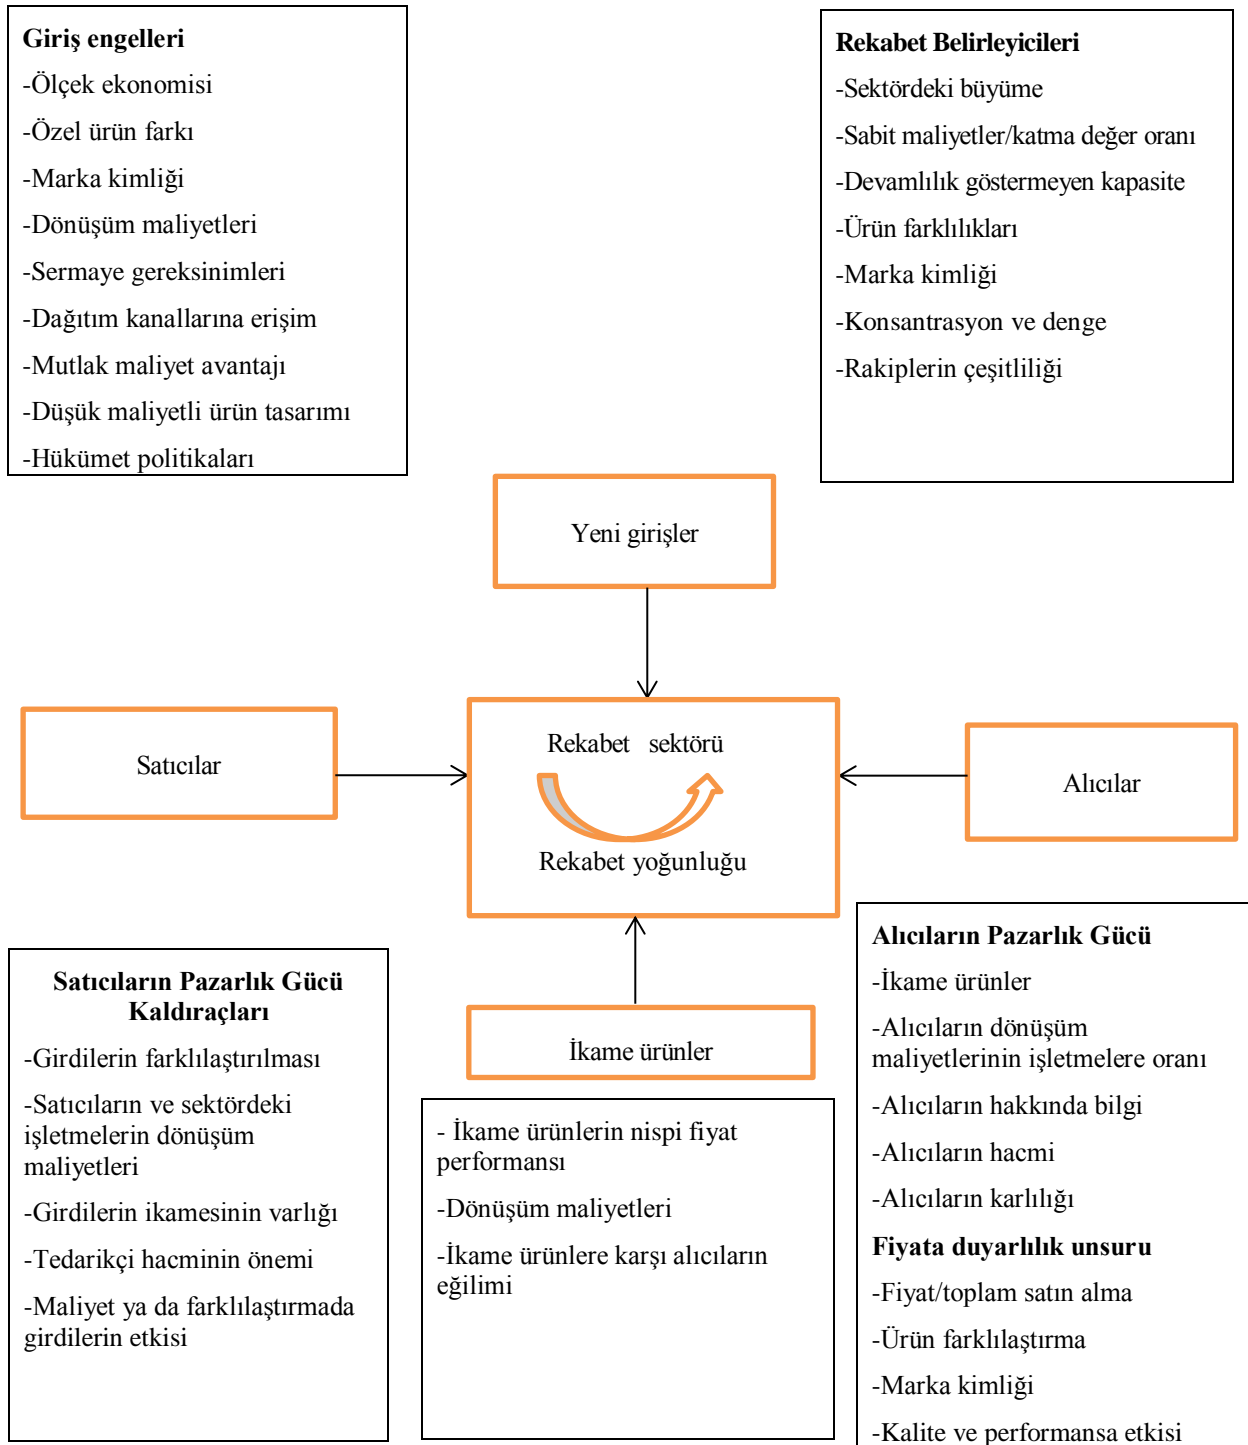 Giriş engelleri
-Ölçek ekonomisi
-Özel ürün farkı
-Marka kimliği
-Dönüşüm maliyetleri
-Sermaye gereksinimleri
-Dağıtım kanallarına erişim
-Mutlak maliyet avantajı
-Düşük maliyetli ürün tasarımı
-Hükümet politikaları
Rekabet Belirleyicileri
-Sektördeki büyüme
-Sabit maliyetler/katma değer oranı
-Devamlılık göstermeyen kapasite
-Ürün farklılıkları
-Marka kimliği
-Konsantrasyon ve denge
-Rakiplerin çeşitliliği
Yeni girişler
Satıcılar
Rekabet sektörü
Rekabet yoğunluğu
Alıcılar
İkame ürünler
Satıcıların Pazarlık Gücü
Kaldıraçları
-Girdilerin farklılaştırılması
-Satıcıların ve sektördeki
işletmelerin dönüşüm
maliyetleri
-Girdilerin ikamesinin varlığı
-Tedarikçi hacminin önemi
-Maliyet ya da farklılaştırmada
girdilerin etkisi
- İkame ürünlerin nispi fiyat
performansı
-Dönüşüm maliyetleri
-İkame ürünlere karşı alıcıların
eğilimi
Alıcıların Pazarlık Gücü
-İkame ürünler
-Alıcıların dönüşüm
maliyetlerinin işletmelere oranı
-Alıcıların hakkında bilgi
-Alıcıların hacmi
-Alıcıların karlılığı
Fiyata duyarlılık unsuru
-Fiyat/toplam satın alma
-Ürün farklılaştırma
-Marka kimliği
-Kalite ve performansa etkisi